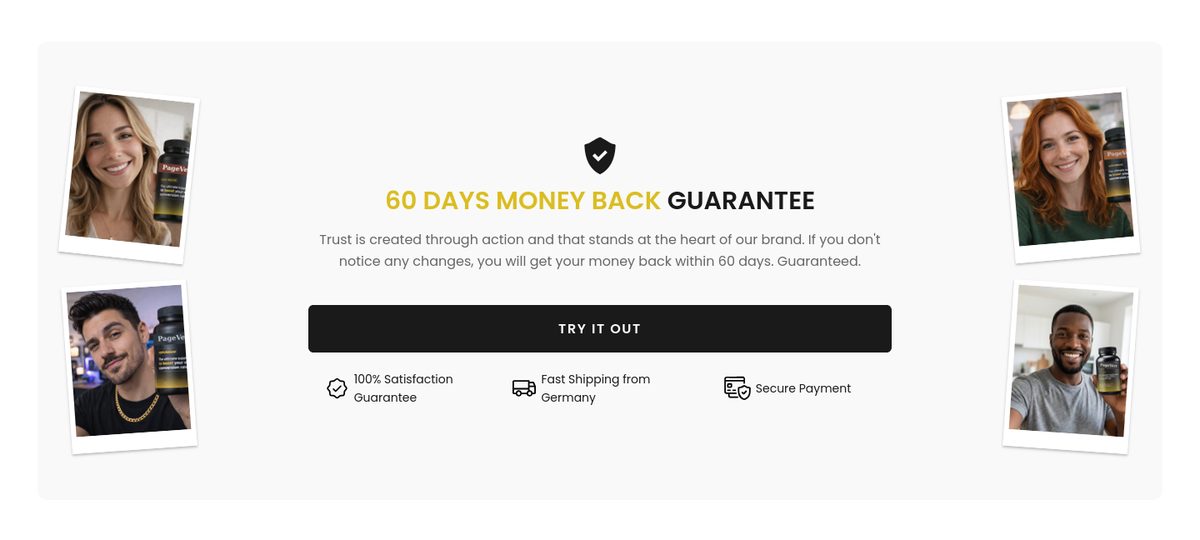 60 DAYS MONEY BACK GUARANTEE
Trust is created through action and that stands at the heart of our brand. If you don't
notice any changes, you will get your money back within 60 days. Guaranteed.
TRY IT OUT
100% Satisfaction
Guarantee
Fast Shipping from
Germany
Secure Payment